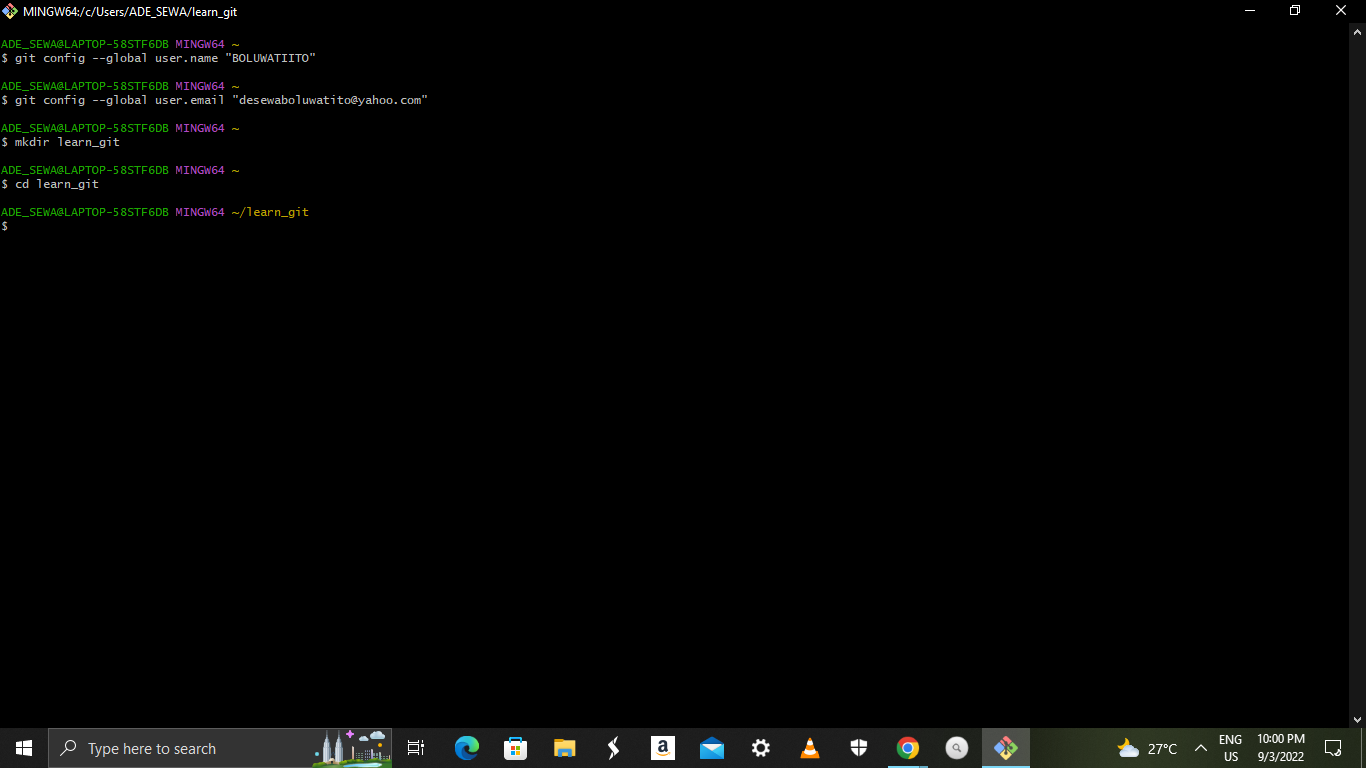 MINGW64:/c/Users/ADE_SEWA/learn_git
ADE_SEWA@LAPTOP-58STF6DB MINGW64 ~
$ git config --global user.name "BOLUWATIITO"
ADE_SEWA@LAPTOP-58STF6DB MINGW64 ~
$ git config --global user.email "desewaboluwatito@yahoo.com"
ADE_SEWA@LAPTOP-58STF6DB MINGW64 ~
$ mkdir learn_git
ADE_SEWA@LAPTOP-58STF6DB MINGW64 ~
$ cd learn_git
ADE_SEWA@LAPTOP-58STF6DB MINGW64 ~/learn_git
$
Type here to search
a
27°C
ENG
US
10:00 PM
9/3/2022